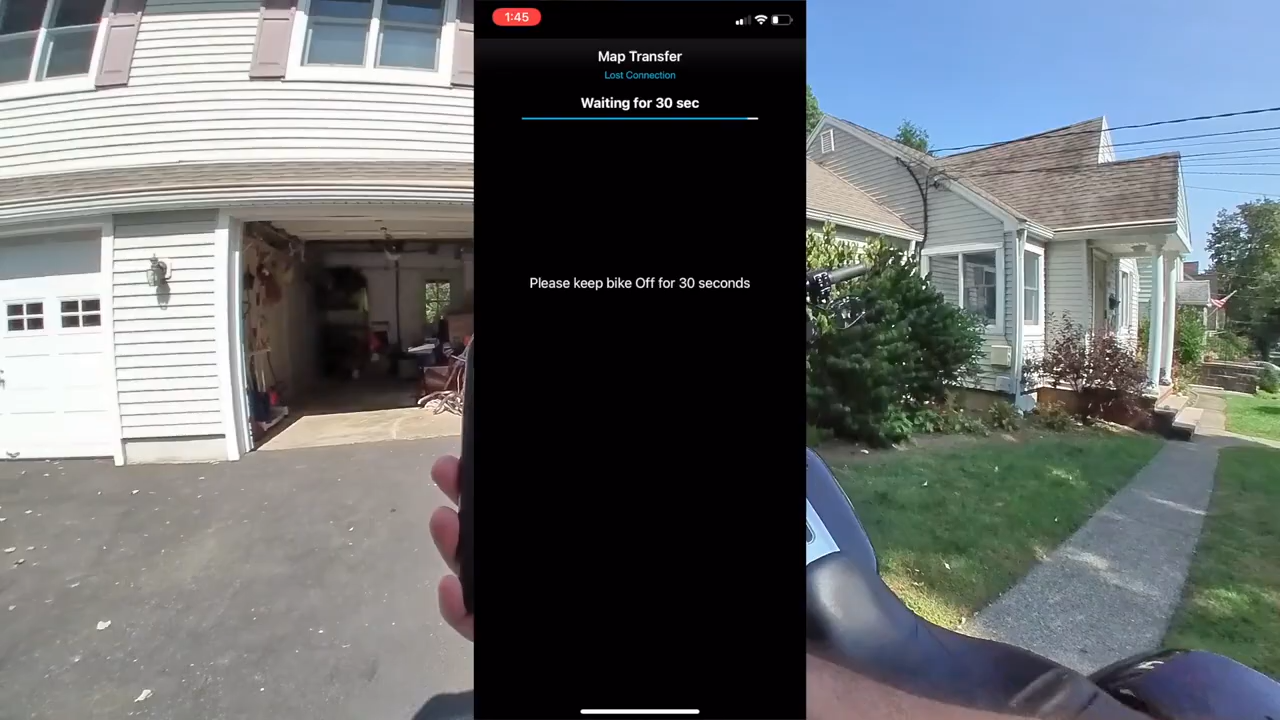 1:45
Map Transfer
Lost Connection
Waiting for 30 sec
Please keep bike Off for 30 seconds